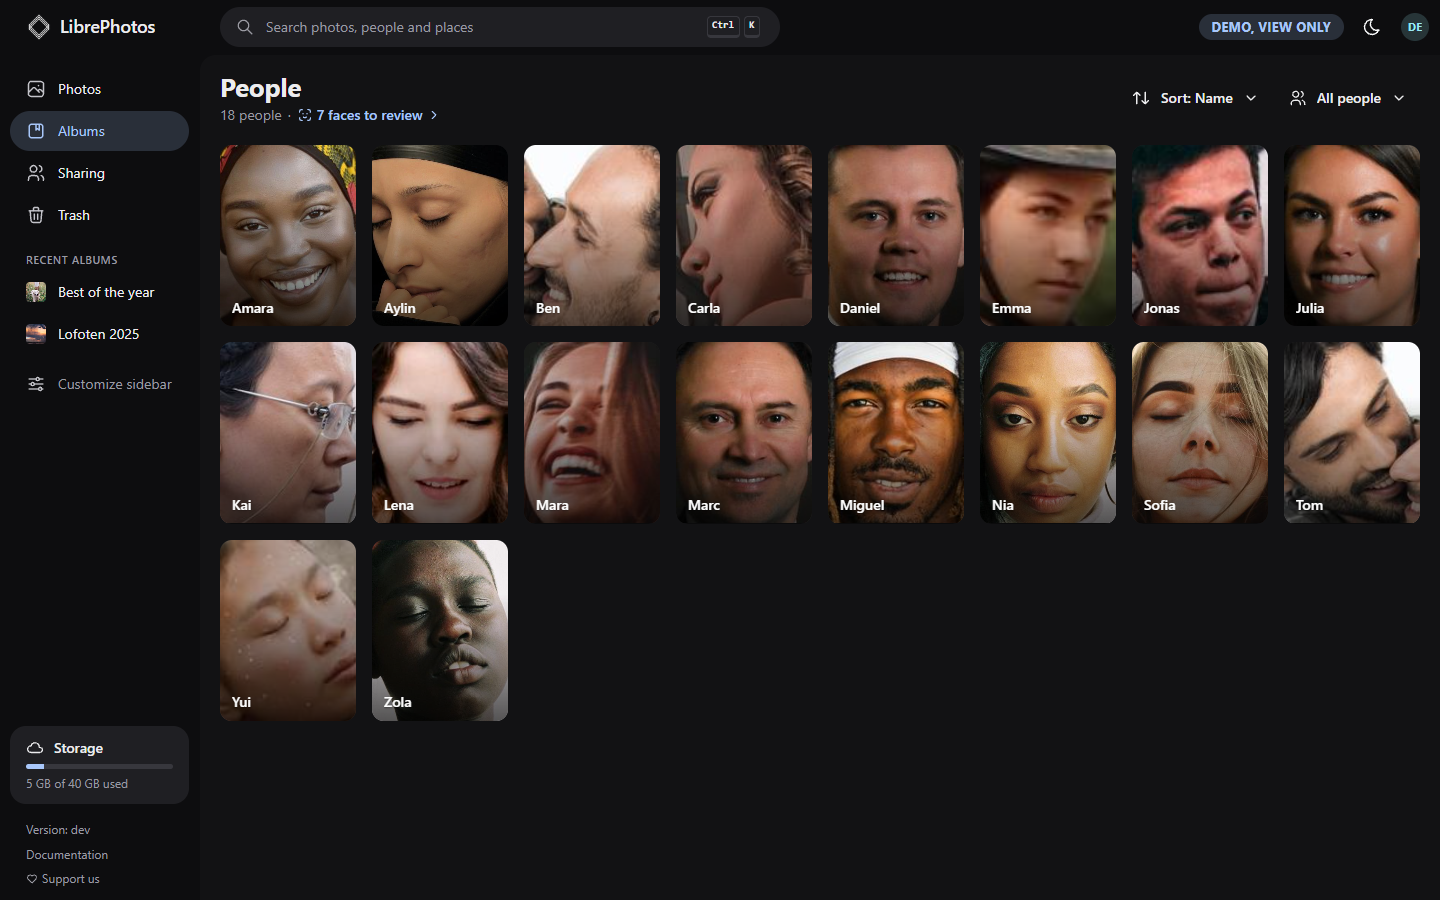 LibrePhotos
Search photos, people and places
Ctrl K
DEMO, VIEW ONLY
DE
Photos
Albums
Sharing
Trash
RECENT ALBUMS
Best of the year
Lofoten 2025
Customize sidebar
People
18 people · 7 faces to review
Sort: Name
All people
Amara
Aylin
Ben
Carla
Daniel
Emma
Jonas
Julia
Kai
Lena
Mara
Marc
Miguel
Nia
Sofia
Tom
Yui
Zola
Storage
5 GB of 40 GB used
Version: dev
Documentation
Support us